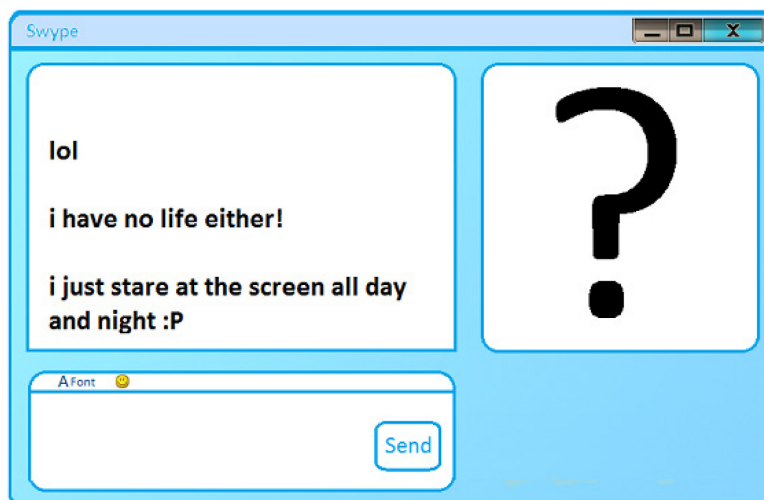 Swype
lol
i have no life either!
i just stare at the screen all day
and night :P
?
A Font
Send